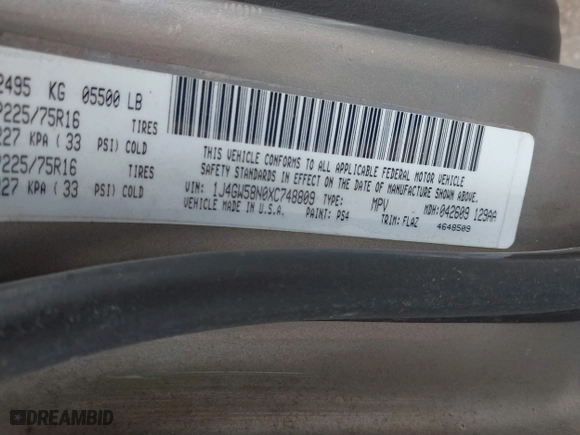 2495 KG 05500 LB
P225/75R16 TIRES
227 KPA ( 33 PSI) COLD
P225/75R16 TIRES
227 KPA ( 33 PSI) COLD
THIS VEHICLE CONFORMS TO ALL APPLICABLE FEDERAL MOTOR VEHICLE
SAFETY STANDARDS IN EFFECT ON THE DATE OF MANUFACTURE SHOWN ABOVE.
VIN: 1J4GW58N0XC748809 TYPE: MPV MDH: 042609 129AA
VEHICLE MADE IN U.S.A. PAINT: PS4 TRIM: FLAZ 4648509
DREAMBID